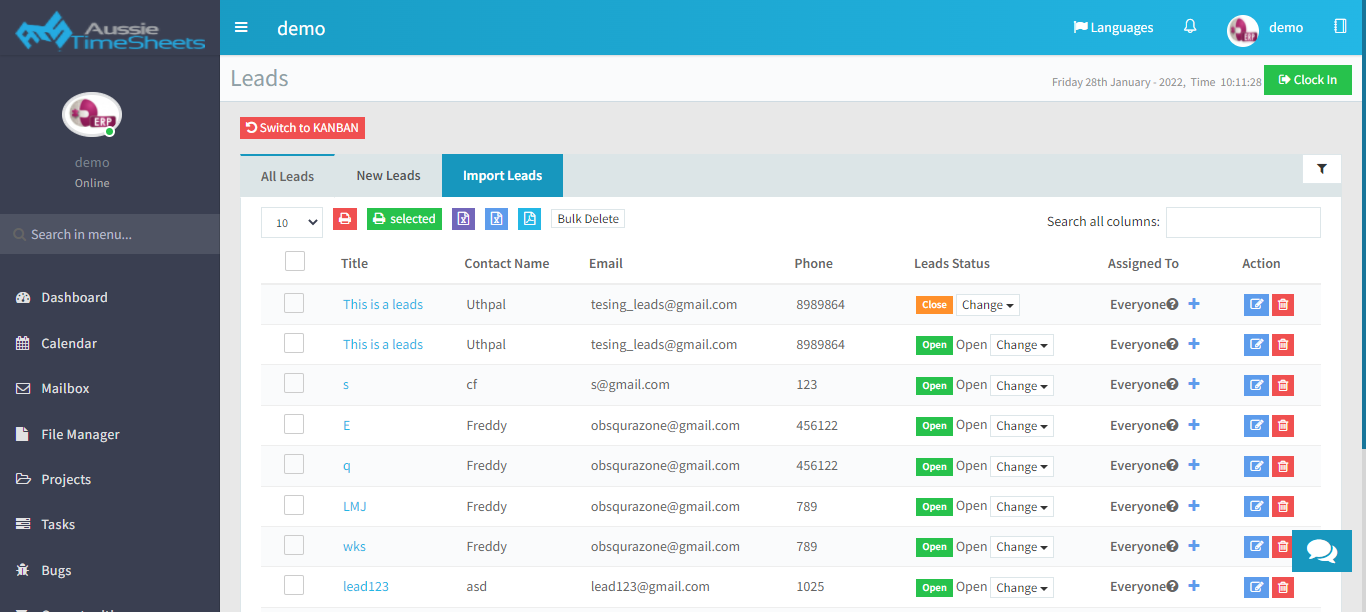 Aussie
TimeSheets
demo
Languages
demo
ERP
demo
Online
Search in menu...
Dashboard
Calendar
Mailbox
File Manager
Projects
Tasks
Bugs
Leads
Friday 28th January - 2022, Time 10:11:28
Clock In
Switch to KANBAN
All Leads New Leads Import Leads
10 selected Bulk Delete Search all columns:
Title Contact Name Email Phone Leads Status Assigned To Action
This is a leads Uthpal tesing_leads@gmail.com 8989864 Close Change Everyone
This is a leads Uthpal tesing_leads@gmail.com 8989864 Open Open Change Everyone
s cf s@gmail.com 123 Open Open Change Everyone
E Freddy obsqurazone@gmail.com 456122 Open Open Change Everyone
q Freddy obsqurazone@gmail.com 456122 Open Open Change Everyone
LMJ Freddy obsqurazone@gmail.com 789 Open Open Change Everyone
wks Freddy obsqurazone@gmail.com 789 Open Open Change Everyone
lead123 asd lead123@gmail.com 1025 Open Open Change Everyone